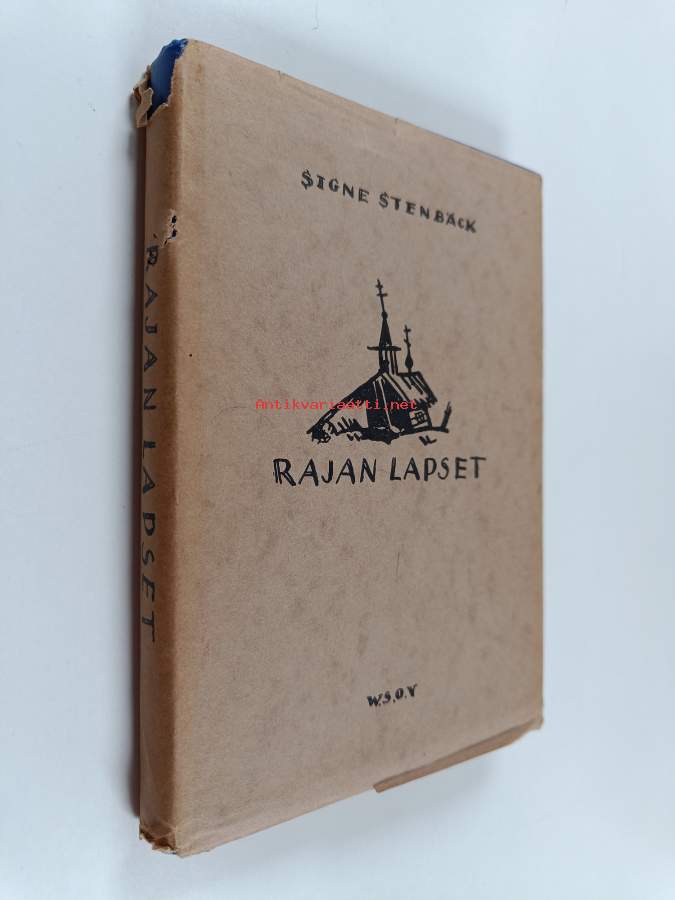 SIGNE STENBÄCK
Antikvariaatti.net
RAJAN LAPSET
W.S.O.Y
RAJAN LAPSET